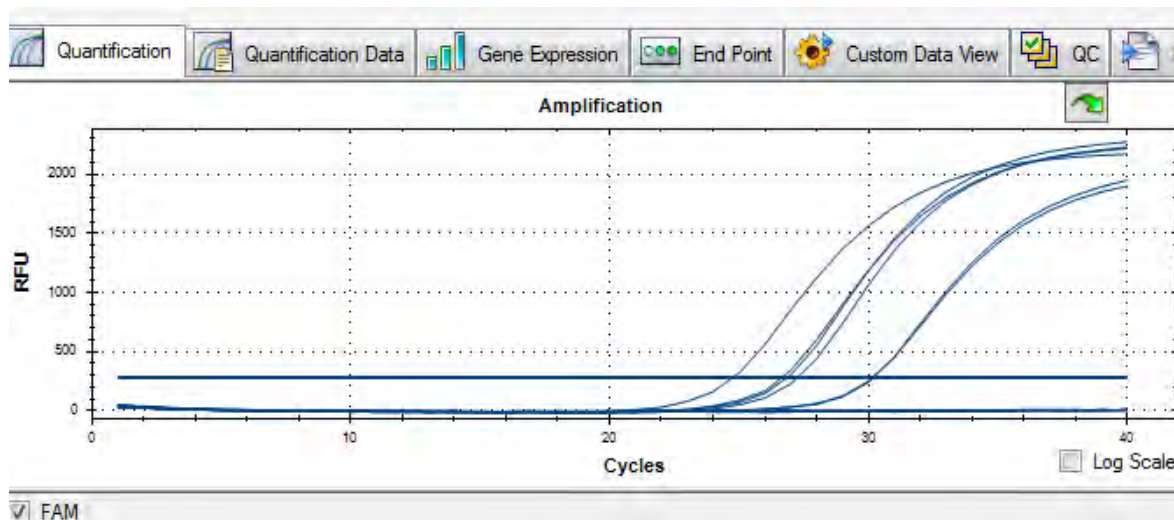 Quantification Quantification Data Gene Expression End Point Custom Data View QC
Amplification
RFU
2000
1500
1000
500
0
0 10 20 30 40
Cycles
Log Scale
FAM